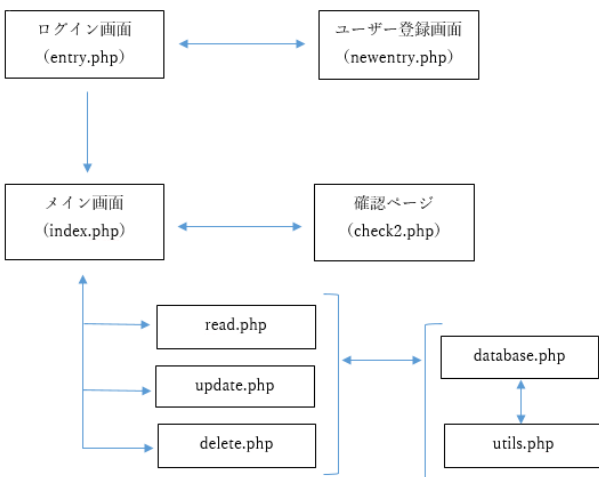 ログイン画面
(entry.php)
ユーザー登録画面
(newentry.php)
メイン画面
(index.php)
確認ページ
(check2.php)
read.php
update.php
delete.php
database.php
utils.php